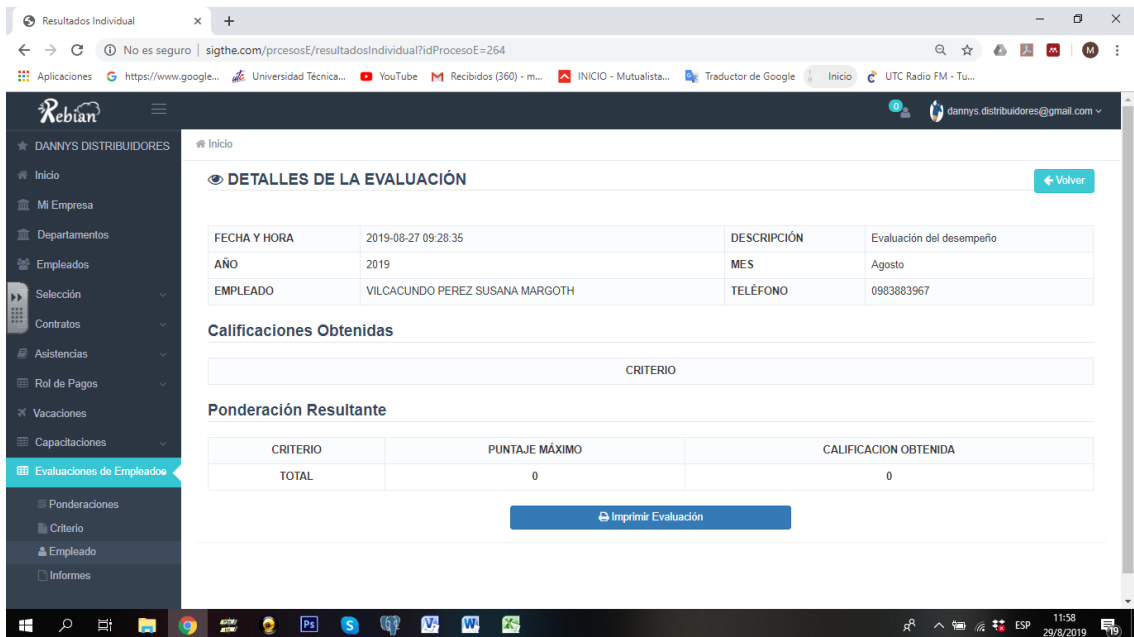 Resultados Individual
No es seguro | sigthe.com/prcesosE/resultadosIndividual?idProcesoE=264
M
Aplicaciones https://www.google... Universidad Técnica... YouTube Recibidos (360) - m... INICIO - Mutualista... Traductor de Google Inicio UTC Radio FM - Tu...
Rebian
0 dannys.distribuidores@gmail.com
DANNYS DISTRIBUIDORES
Inicio
Mi Empresa
Departamentos
Empleados
Selección
Contratos
Asistencias
Rol de Pagos
Vacaciones
Capacitaciones
Evaluaciones de Empleados
Ponderaciones
Criterio
Empleado
Informes
Inicio
DETALLES DE LA EVALUACIÓN
Volver
FECHA Y HORA 2019-08-27 09:28:35 DESCRIPCIÓN Evaluación del desempeño
AÑO 2019 MES Agosto
EMPLEADO VILCACUNDO PEREZ SUSANA MARGOTH TELÉFONO 0983883967
Calificaciones Obtenidas
CRITERIO
Ponderación Resultante
CRITERIO PUNTAJE MÁXIMO CALIFICACION OBTENIDA
TOTAL 0 0
Imprimir Evaluación
Ps S V W X
ESP
11:58
29/8/2019
19